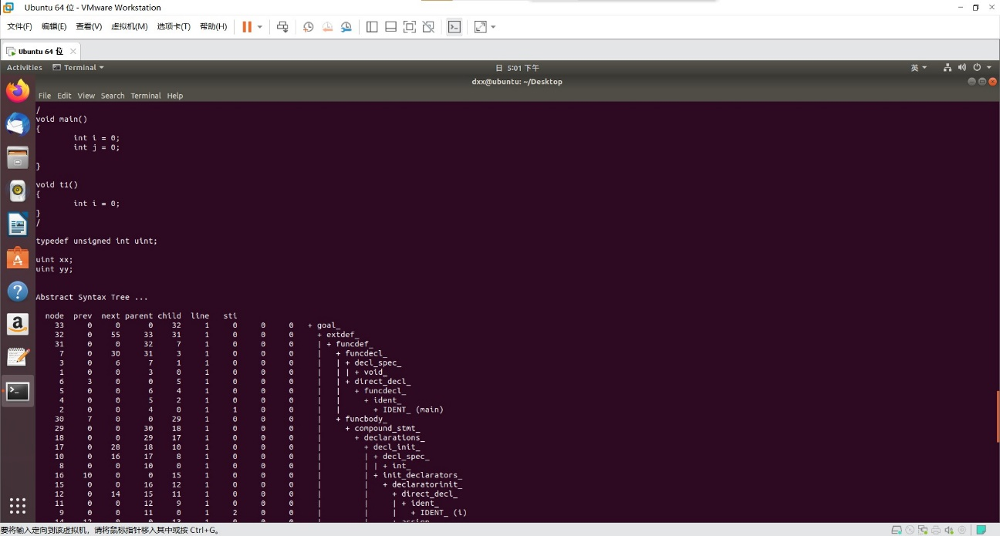 Ubuntu 64 位 - VMware Workstation
文件(F) 编辑(E) 查看(V) 虚拟机(M) 选项卡(T) 帮助(H)
Ubuntu 64 位
Activities Terminal 日 5:01 下午 英
dxx@ubuntu: ~/Desktop
File Edit View Search Terminal Help
/
void main()
{
int i = 0;
int j = 0;
}
void t1()
{
int i = 0;
}
/
typedef unsigned int uint;
uint xx;
uint yy;
Abstract Syntax Tree ...
node prev next parent child line sti
33 0 0 0 32 1 0 0 0 + goal_
32 0 55 33 31 1 0 0 0 + extdef_
31 0 0 32 7 1 0 0 0 | + funcdef_
7 0 30 31 3 1 0 0 0 | + funcdecl_
3 0 6 7 1 1 0 0 0 | | + decl_spec_
1 0 0 3 0 1 0 0 0 | | | + void_
6 3 0 0 5 1 0 0 0 | | + direct_decl_
5 0 0 6 4 1 0 0 0 | | + funcdecl_
4 0 0 5 2 1 0 0 0 | | + ident_
2 0 0 4 0 1 1 0 0 | | + IDENT_ (main)
30 7 0 0 29 1 0 0 0 | + funcbody_
29 0 0 30 18 1 0 0 0 | + compound_stmt_
18 0 0 29 17 1 0 0 0 | + declarations_
17 0 28 18 10 1 0 0 0 | + decl_init_
10 0 16 17 8 1 0 0 0 | | + decl_spec_
8 0 0 10 0 1 0 0 0 | | | + int_
16 10 0 0 15 1 0 0 0 | | + init_declarators_
15 0 0 16 12 1 0 0 0 | | + declaratorinit_
12 0 14 15 11 1 0 0 0 | | + direct_decl_
11 0 0 12 9 1 0 0 0 | | | + ident_
9 0 0 11 0 1 2 0 0 | | | + IDENT_ (i)
要将输入定向到该虚拟机，请将鼠标指针移入其中或按 Ctrl+G。